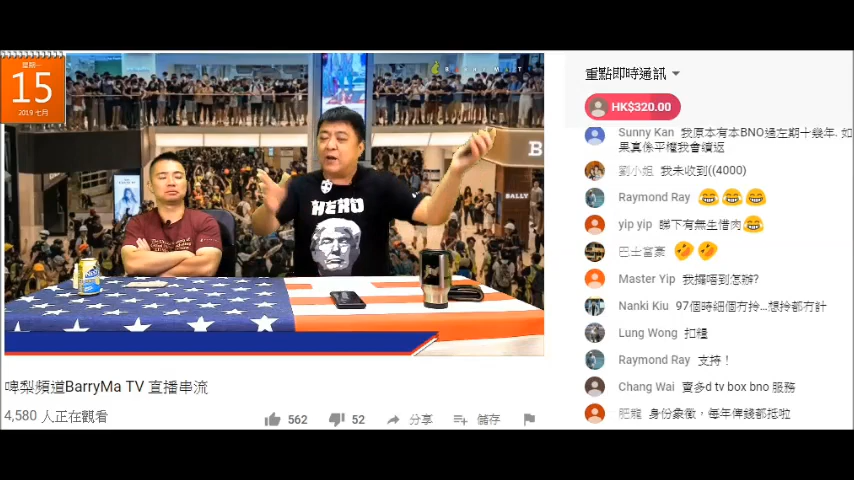 星期一
15
2019 七月
BARRYMA TV
B
BALLY
HERO
重點即時通訊
HK$320.00
Sunny Kan 我原本有本BNO過左期十幾年. 如
果真係平權我會續返
劉小姐 我未收到((4000)
Raymond Ray 😂😂😂
yip yip 睇下有無生惜肉😂
巴士富豪 🤣🤣
Master Yip 我攞唔到怎辦?
Nanki Kiu 97個時細個冇拎...想拎都冇計
Lung Wong 扣糧
Raymond Ray 支持！
Chang Wai 賣多d tv box bno 服務
肥龍 身份象徵，每年俾錢都抵啦
啤梨頻道BarryMa TV 直播串流
4,580 人正在觀看
562
52
分享
儲存